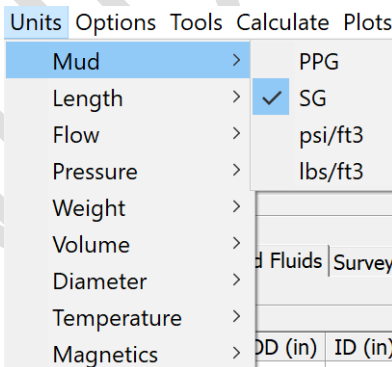 Units Options Tools Calculate Plots
Mud
PPG
Length
SG
Flow
psi/ft3
Pressure
lbs/ft3
Weight
Volume
d Fluids Survey
Diameter
Temperature
Magnetics
OD (in) ID (in)